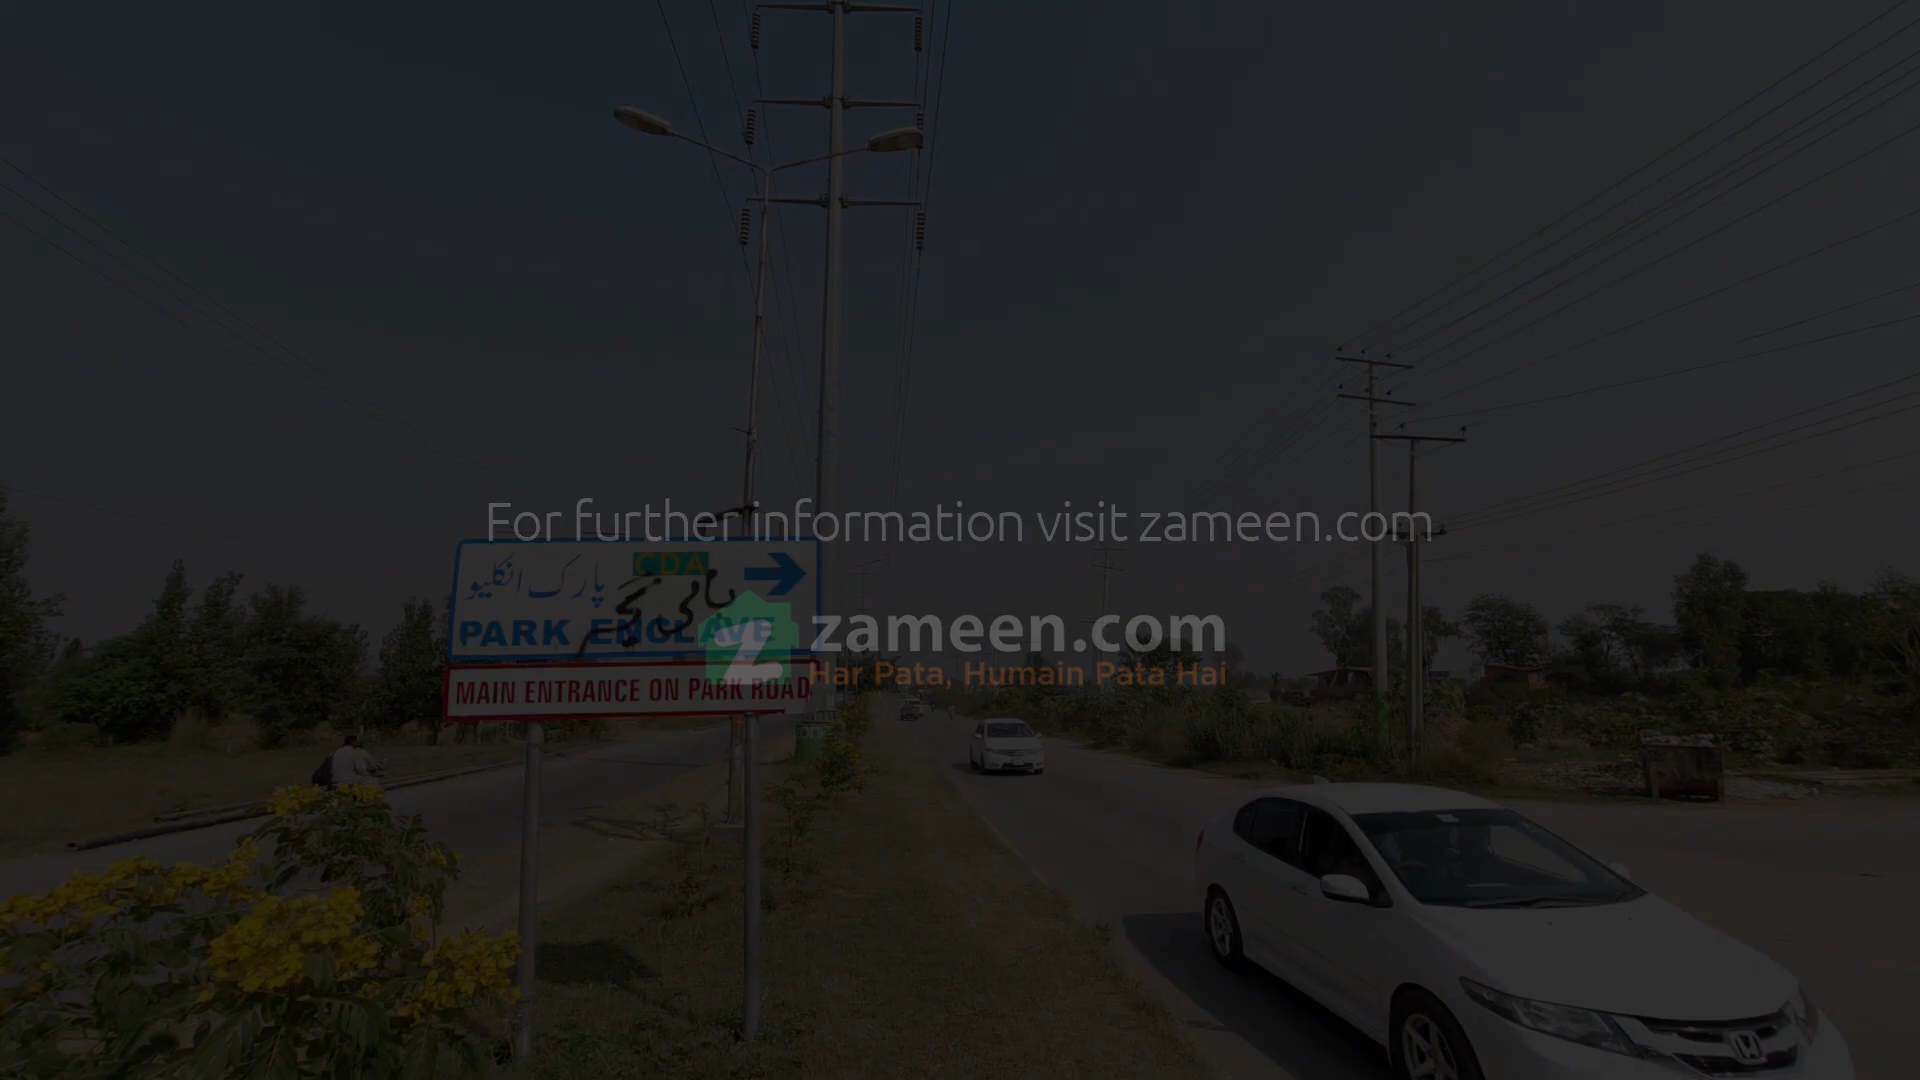 For further information visit zameen.com
پارک انکلیو
CDA
PARK ENCLAVE
MAIN ENTRANCE ON PARK ROAD
zameen.com
Har Pata, Humain Pata Hai